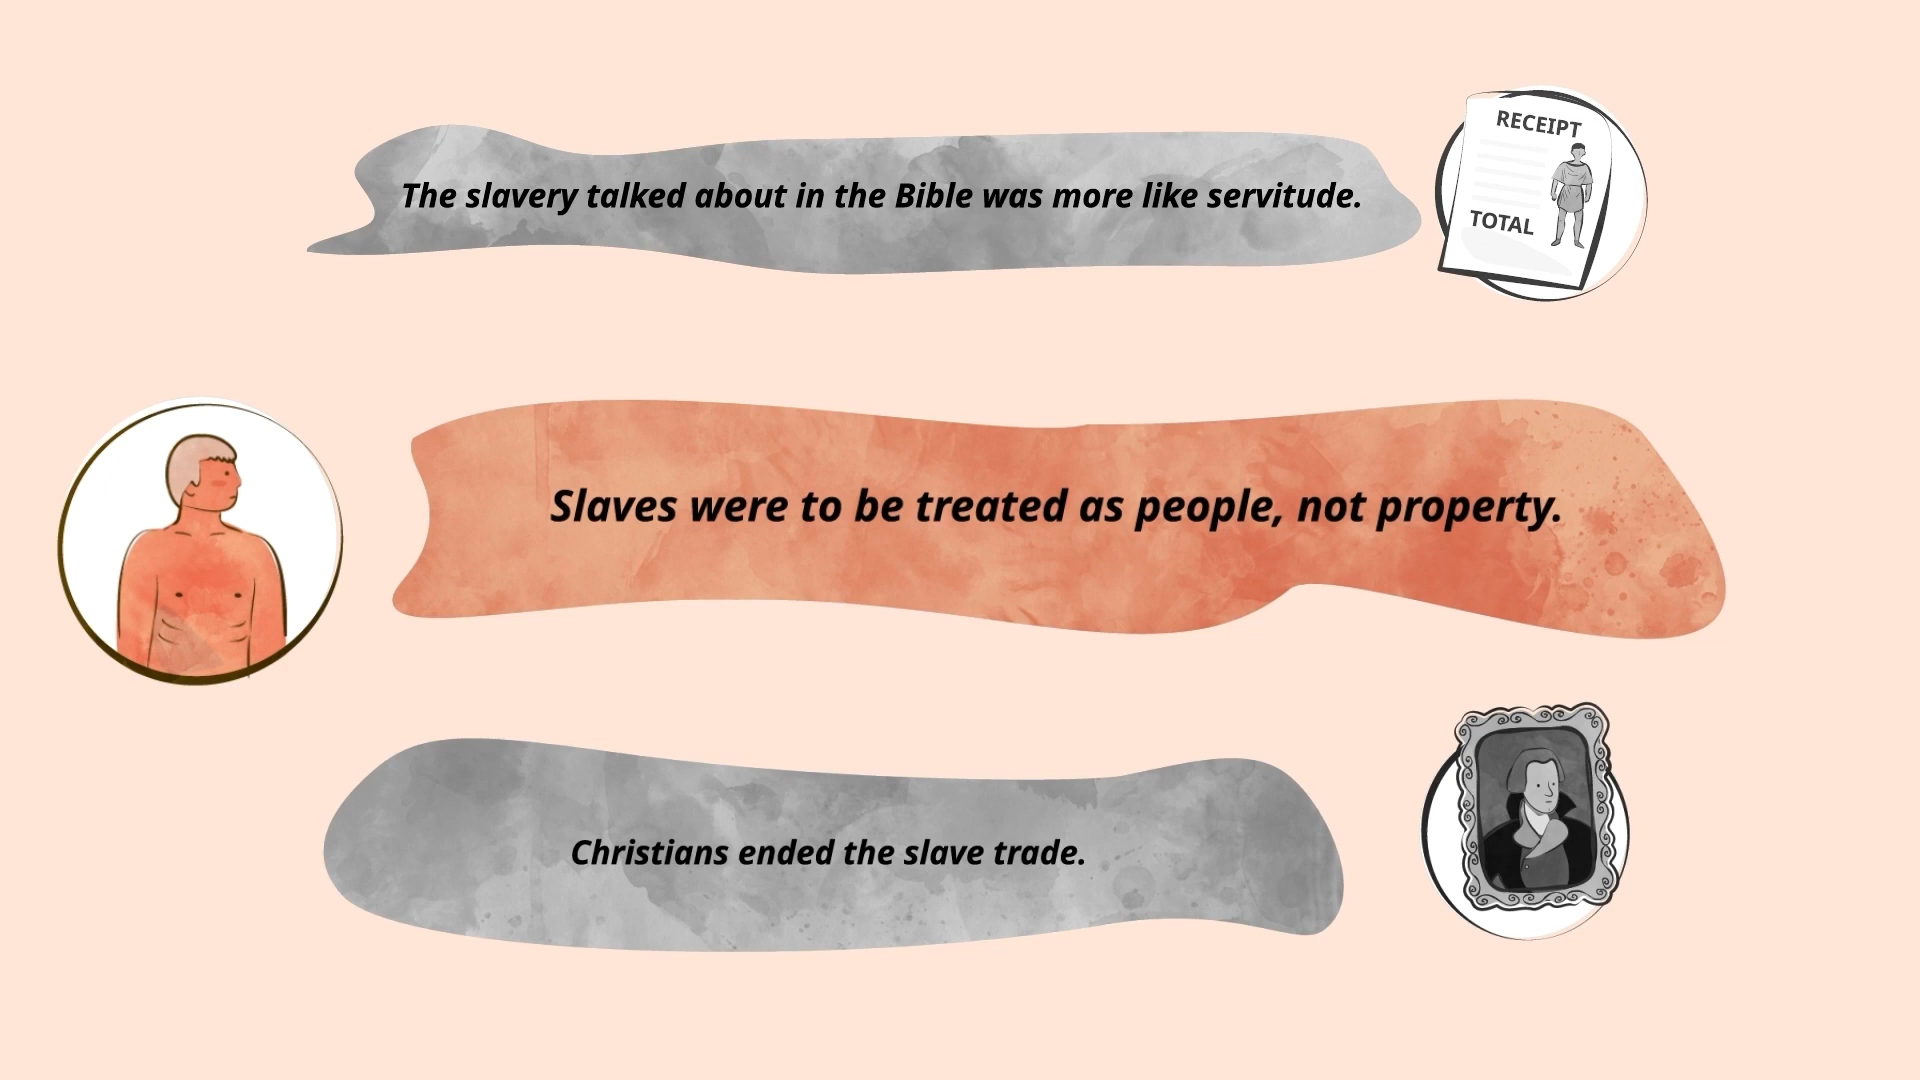 The slavery talked about in the Bible was more like servitude.
RECEIPT
TOTAL
Slaves were to be treated as people, not property.
Christians ended the slave trade.